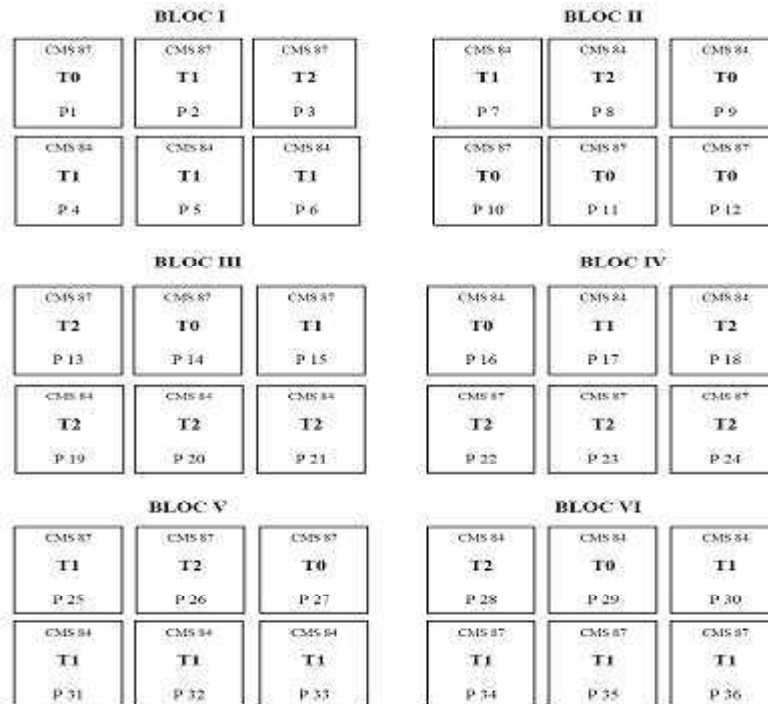 BLOC I BLOC II
CMS 87 CMS 87 CMS 87 CMS 84 CMS 84 CMS 84
T0 T1 T2 T1 T2 T0
P1 P 2 P 3 P 7 P 8 P 9
CMS 84 CMS 84 CMS 84 CMS 87 CMS 87 CMS 87
T1 T1 T1 T0 T0 T0
P 4 P 5 P 6 P 10 P 11 P 12
BLOC III BLOC IV
CMS 87 CMS 87 CMS 87 CMS 84 CMS 84 CMS 84
T2 T0 T1 T0 T1 T2
P 13 P 14 P 15 P 16 P 17 P 18
CMS 84 CMS 84 CMS 84 CMS 87 CMS 87 CMS 87
T2 T2 T2 T2 T2 T2
P 19 P 20 P 21 P 22 P 23 P 24
BLOC V BLOC VI
CMS 87 CMS 87 CMS 87 CMS 84 CMS 84 CMS 84
T1 T2 T0 T2 T0 T1
P 25 P 26 P 27 P 28 P 29 P 30
CMS 84 CMS 84 CMS 84 CMS 87 CMS 87 CMS 87
T1 T1 T1 T1 T1 T1
P 31 P 32 P 33 P 34 P 35 P 36